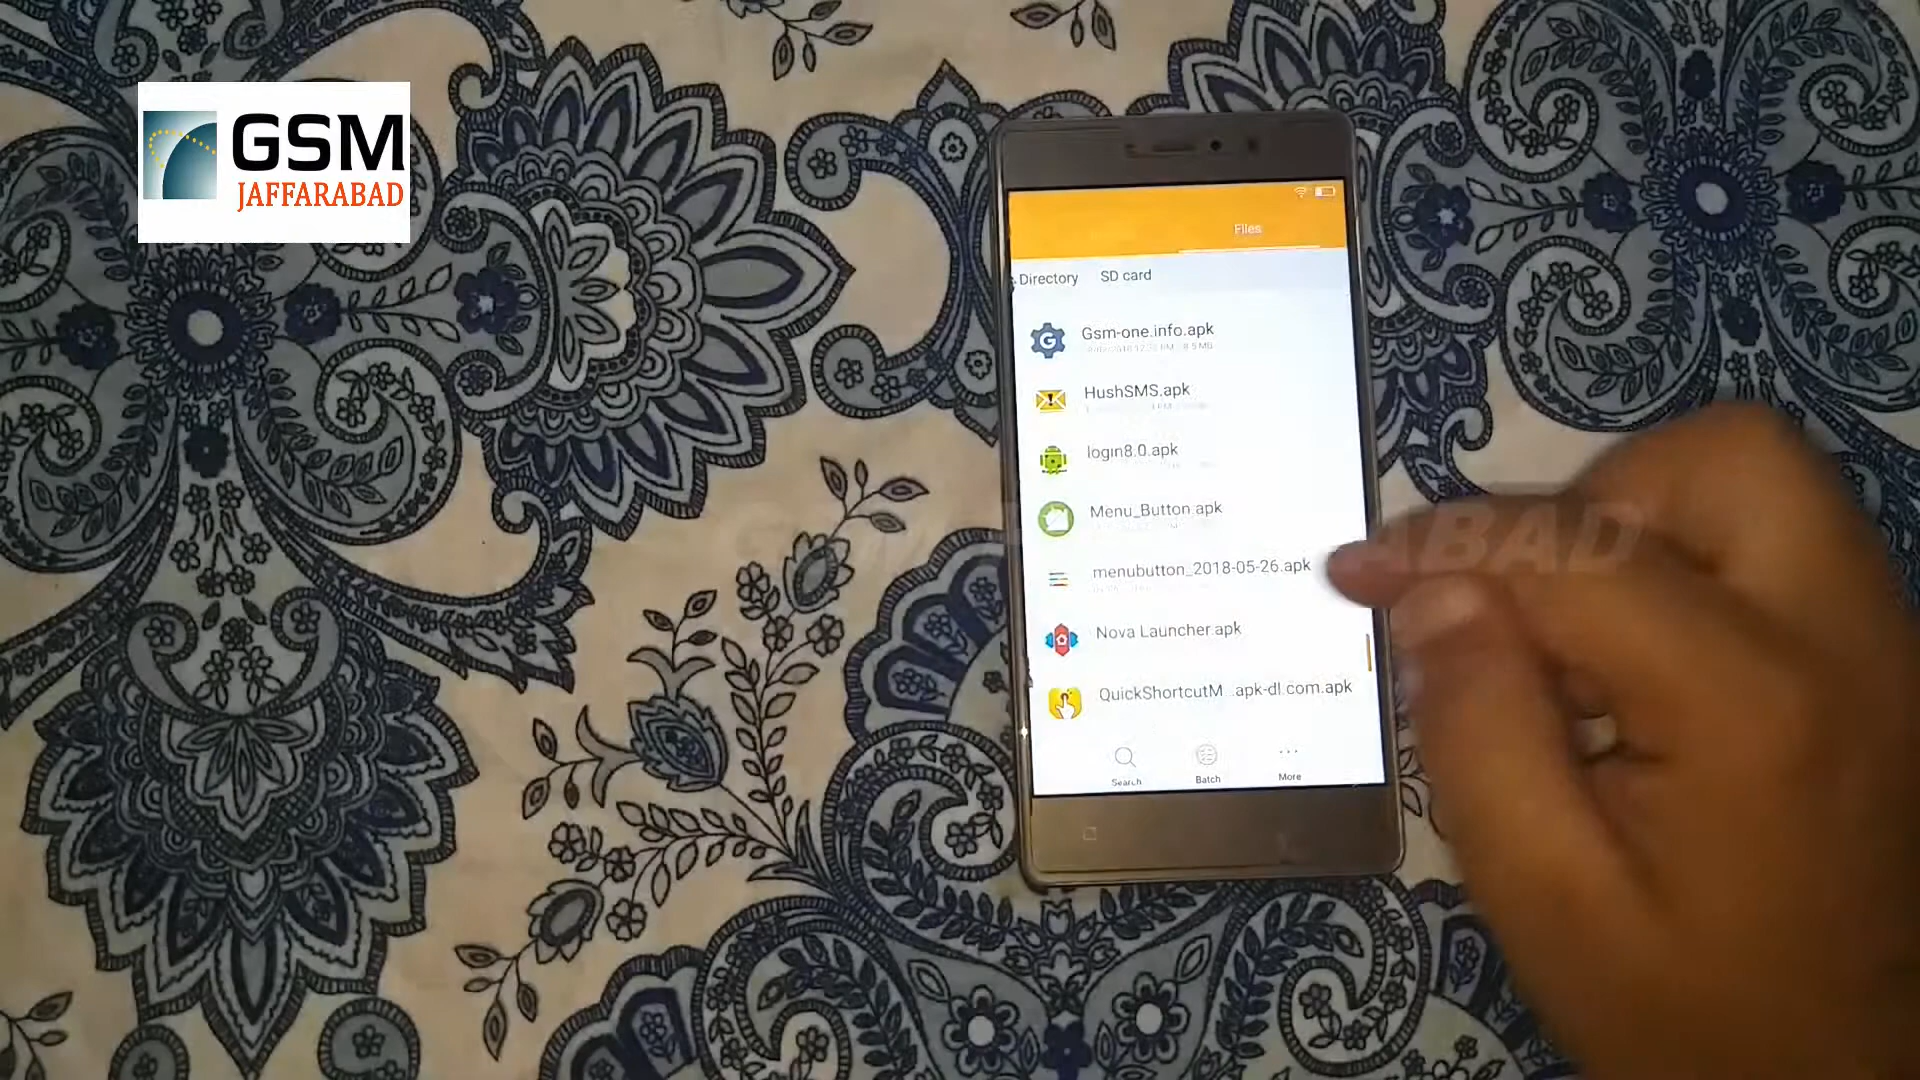 GSM
JAFFARABAD
Files
Directory
SD card
Gsm-one.info.apk
HushSMS.apk
login8.0.apk
Menu_Button.apk
menubutton_2018-05-26.apk
Nova Launcher.apk
QuickShortcutM...apk-dl.com.apk
Search
Batch
More